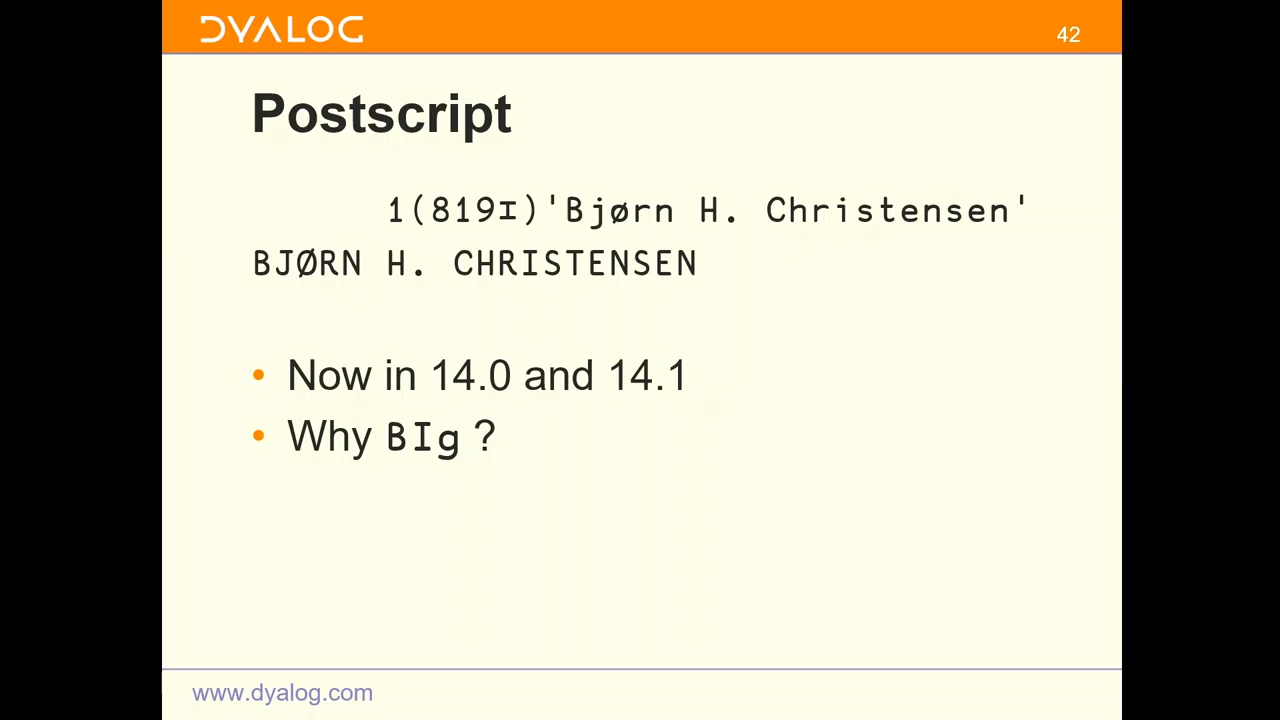 DYALOG
42
Postscript
1(819⌶)'Bjørn H. Christensen'
BJØRN H. CHRISTENSEN
• Now in 14.0 and 14.1
• Why BIg ?
www.dyalog.com